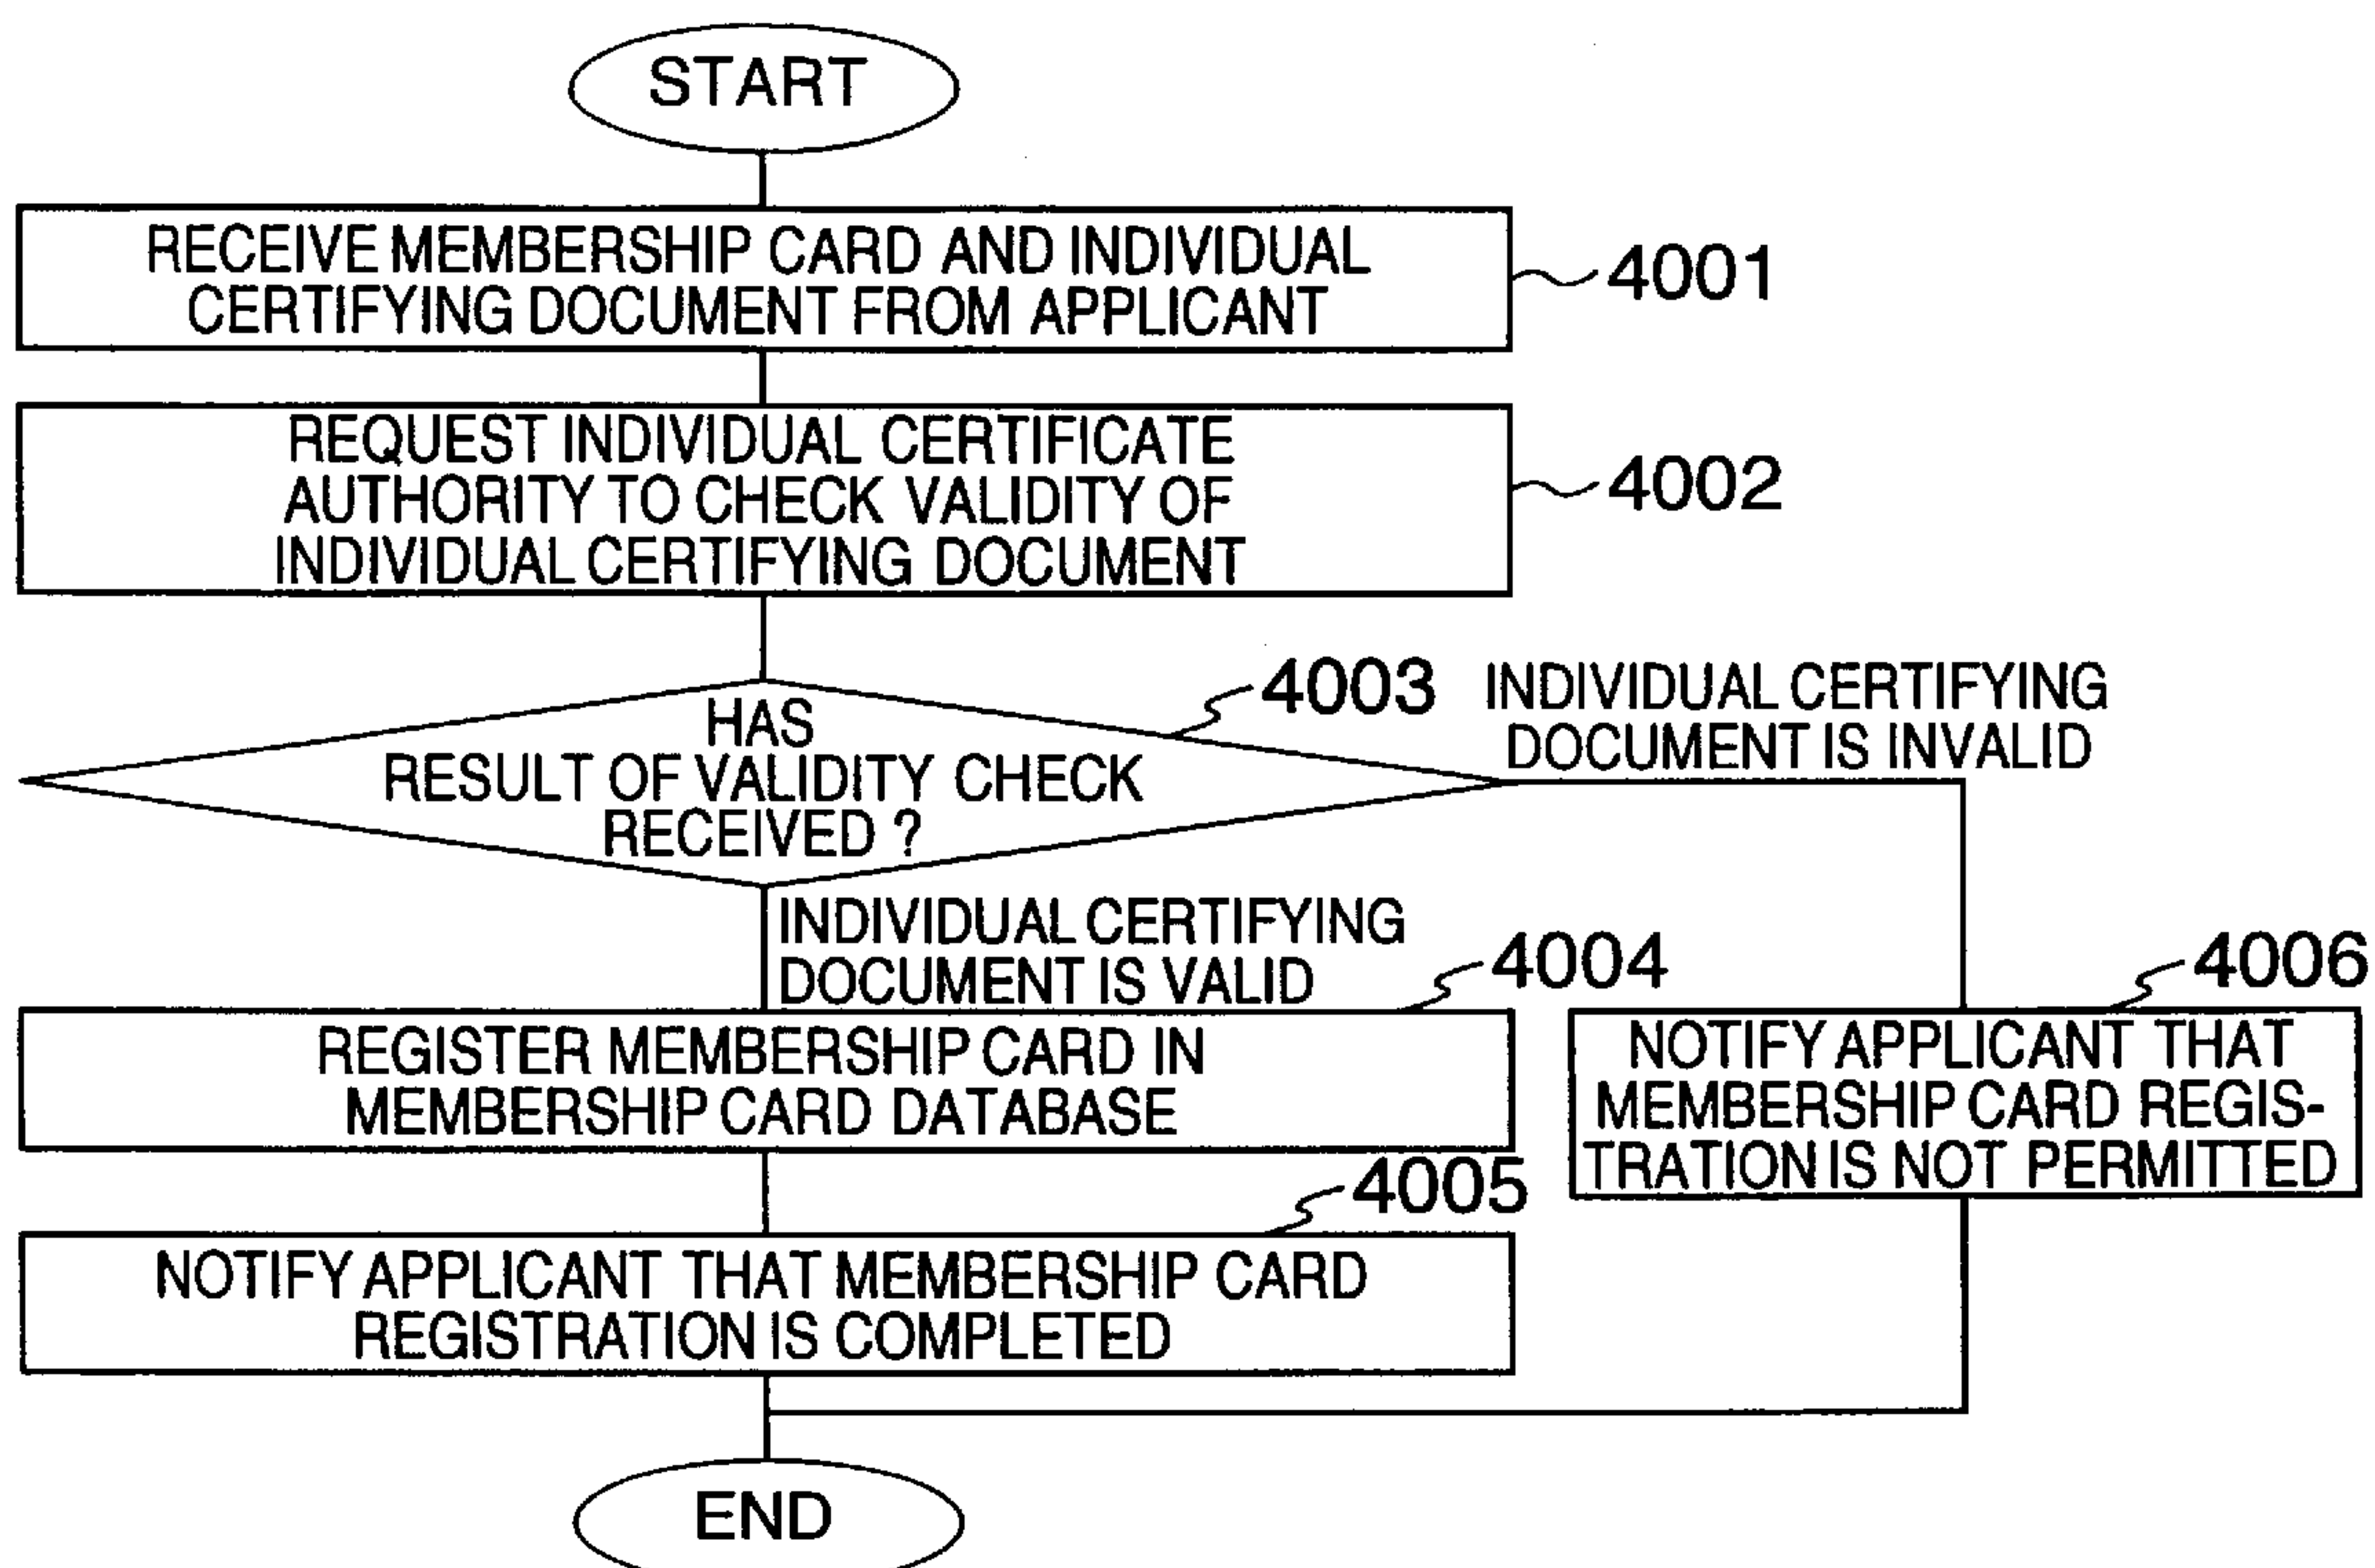 START
RECEIVE MEMBERSHIP CARD AND INDIVIDUAL
CERTIFYING DOCUMENT FROM APPLICANT
4001
REQUEST INDIVIDUAL CERTIFICATE
AUTHORITY TO CHECK VALIDITY OF
INDIVIDUAL CERTIFYING DOCUMENT
4002
HAS
RESULT OF VALIDITY CHECK
RECEIVED ?
4003
INDIVIDUAL CERTIFYING
DOCUMENT IS INVALID
INDIVIDUAL CERTIFYING
DOCUMENT IS VALID
4004
REGISTER MEMBERSHIP CARD IN
MEMBERSHIP CARD DATABASE
4006
NOTIFY APPLICANT THAT
MEMBERSHIP CARD REGIS-
TRATION IS NOT PERMITTED
4005
NOTIFY APPLICANT THAT MEMBERSHIP CARD
REGISTRATION IS COMPLETED
END